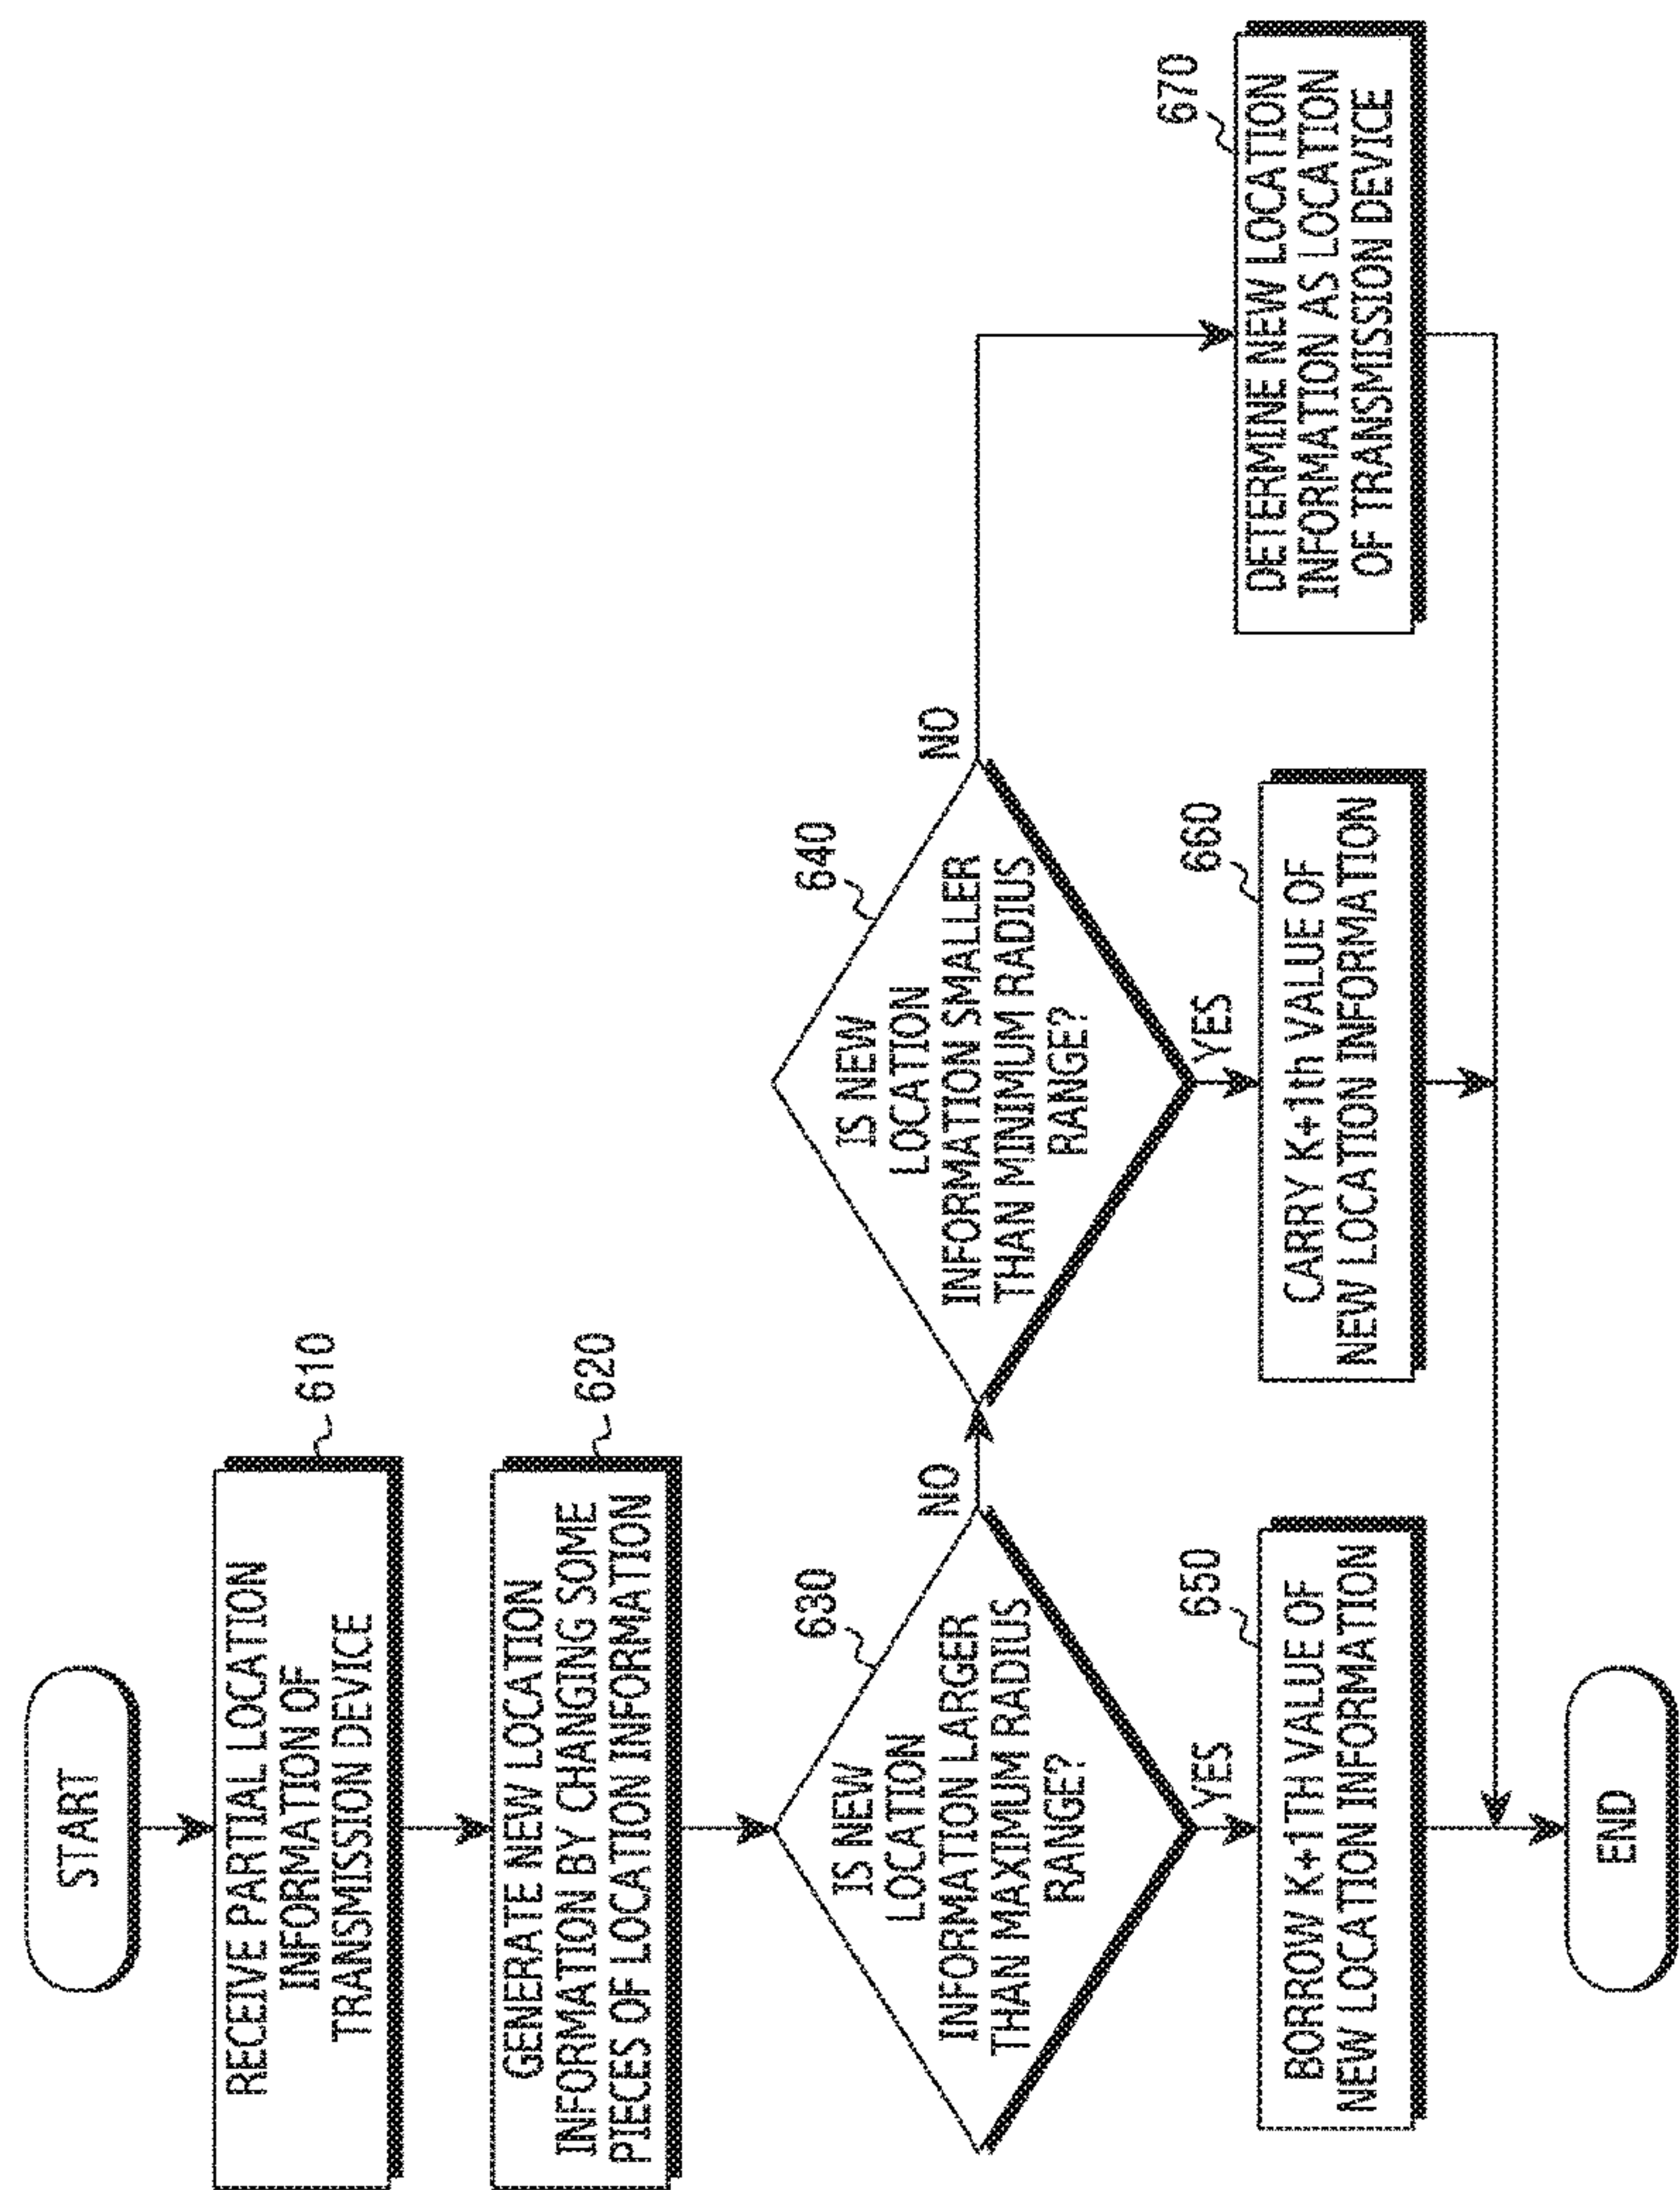 START
RECEIVE PARTIAL LOCATION
INFORMATION OF
TRANSMISSION DEVICE
610
GENERATE NEW LOCATION
INFORMATION BY CHANGING SOME
PIECES OF LOCATION INFORMATION
620
630
IS NEW
LOCATION
INFORMATION LARGER
THAN MAXIMUM RADIUS
RANGE?
NO
YES
640
IS NEW
LOCATION
INFORMATION SMALLER
THAN MINIMUM RADIUS
RANGE?
NO
YES
650
BORROW K+1TH VALUE OF
NEW LOCATION INFORMATION
660
CARRY K+1th VALUE OF
NEW LOCATION INFORMATION
670
DETERMINE NEW LOCATION
INFORMATION AS LOCATION
OF TRANSMISSION DEVICE
END